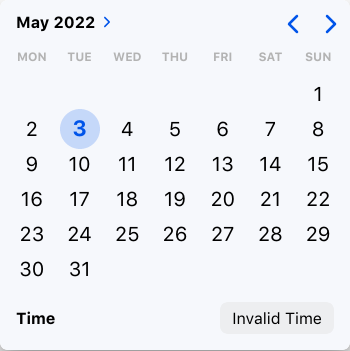 May 2022
MON TUE WED THU FRI SAT SUN
1
2 3 4 5 6 7 8
9 10 11 12 13 14 15
16 17 18 19 20 21 22
23 24 25 26 27 28 29
30 31
Time Invalid Time